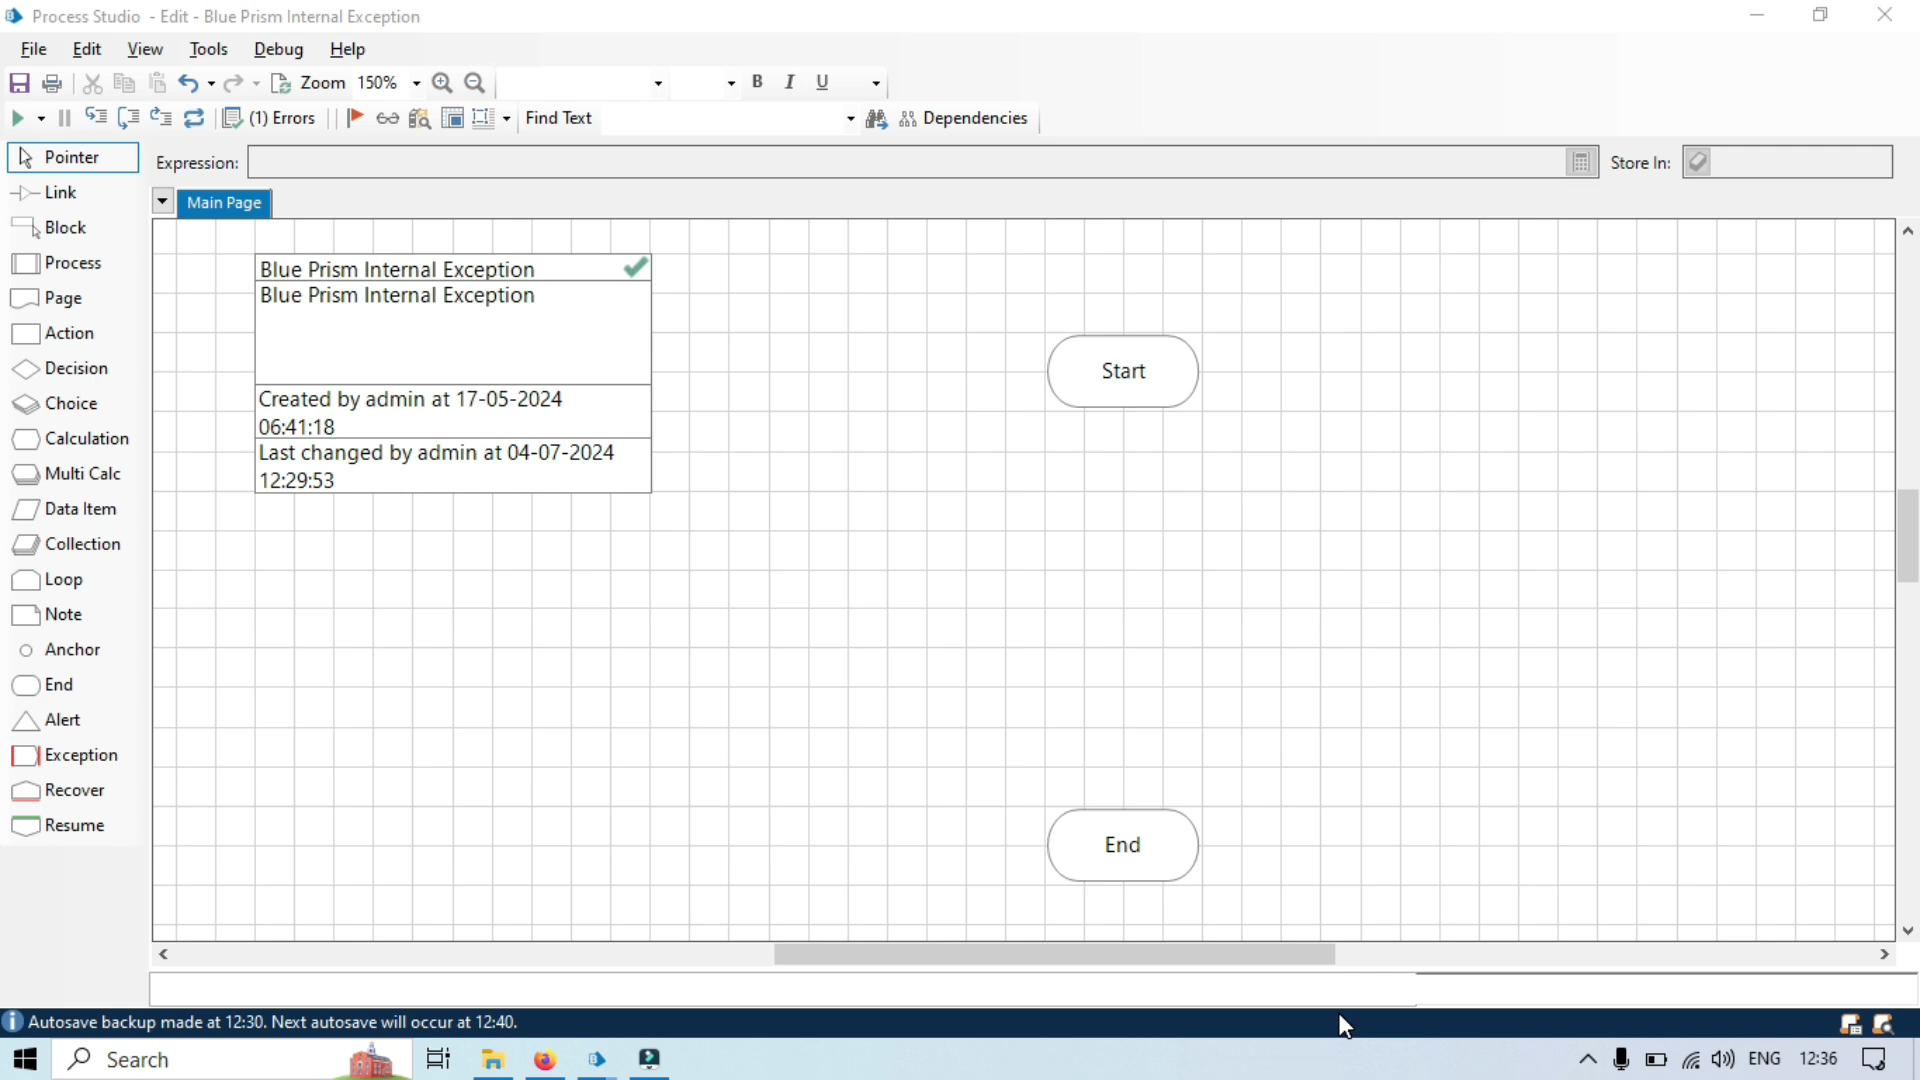 Process Studio - Edit - Blue Prism Internal Exception
File Edit View Tools Debug Help
Zoom 150% B I U
(1) Errors Find Text Dependencies
Pointer
Link
Block
Process
Page
Action
Decision
Choice
Calculation
Multi Calc
Data Item
Collection
Loop
Note
Anchor
End
Alert
Exception
Recover
Resume
Expression: Store In:
Main Page
Blue Prism Internal Exception
Blue Prism Internal Exception
Created by admin at 17-05-2024
06:41:18
Last changed by admin at 04-07-2024
12:29:53
Start
End
Autosave backup made at 12:30. Next autosave will occur at 12:40.
Search ENG 12:36